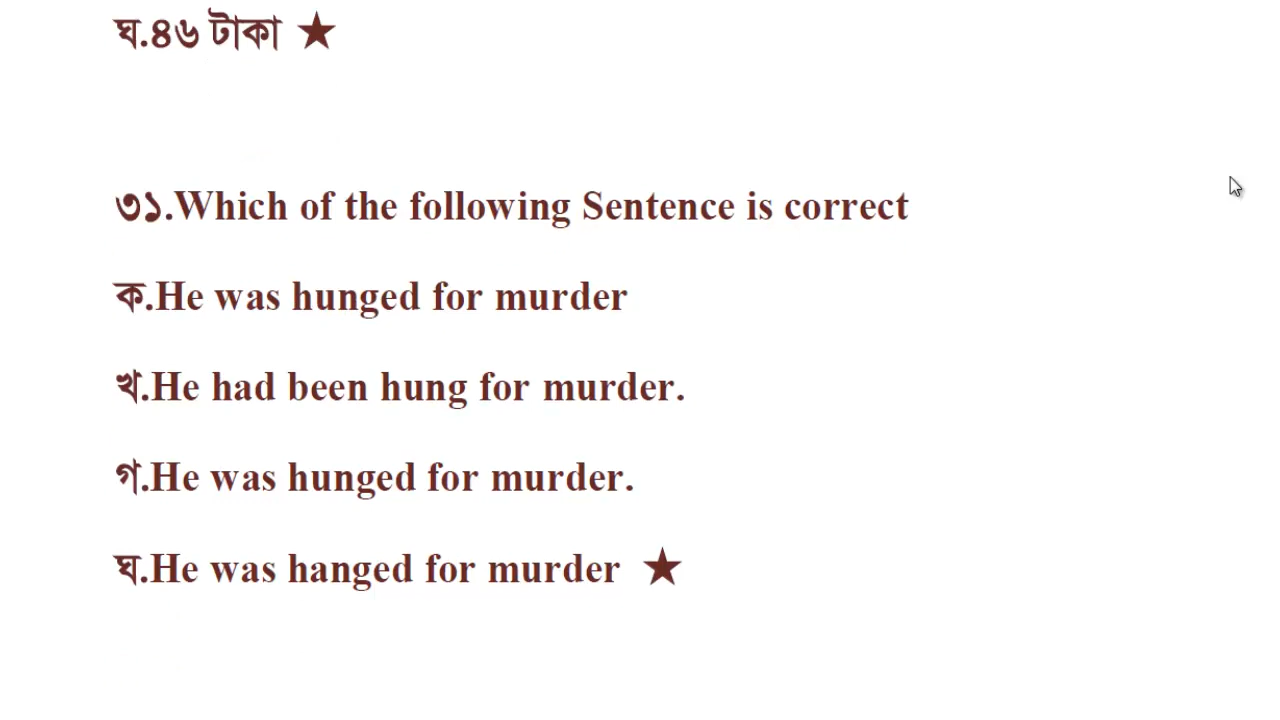 ঘ.৪৬ টাকা ★
৩১.Which of the following Sentence is correct
ক.He was hunged for murder
খ.He had been hung for murder.
গ.He was hunged for murder.
ঘ.He was hanged for murder ★